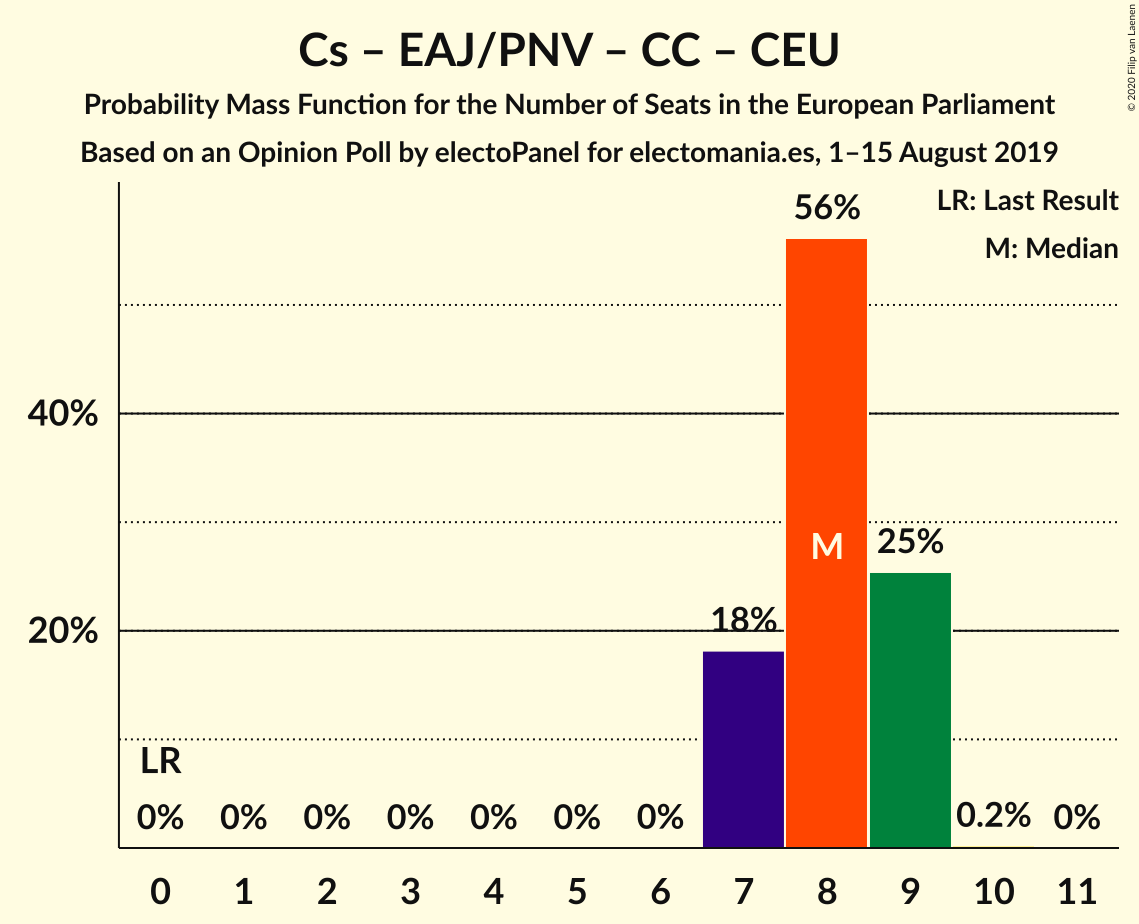 Cs – EAJ/PNV – CC – CEU
Probability Mass Function for the Number of Seats in the European Parliament
Based on an Opinion Poll by electoPanel for electomania.es, 1–15 August 2019
© 2020 Filip van Laenen
LR: Last Result
M: Median
56%
40%
M
25%
20%
18%
LR
0% 0% 0% 0% 0% 0% 0% 0.2% 0%
0 1 2 3 4 5 6 7 8 9 10 11